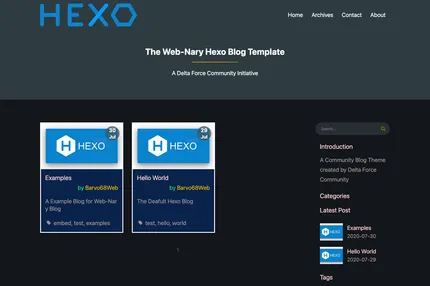 HEXO
Home Archives Contact About
The Web-Nary Hexo Blog Template
A Delta Force Community Initiative
30
Jul
HEXO
Examples
by Barvo68Web
A Example Blog for Web-Nar
y Blog
embed, test, examples
29
Jul
HEXO
Hello World
by Barvo68Web
The Deafult Hexo Blog
test, hello, world
1
Search...
Introduction
A Community Blog Theme
created by Delta Force
Community
Categories
Latest Post
Examples
2020-07-30
Hello World
2020-07-29
Tags